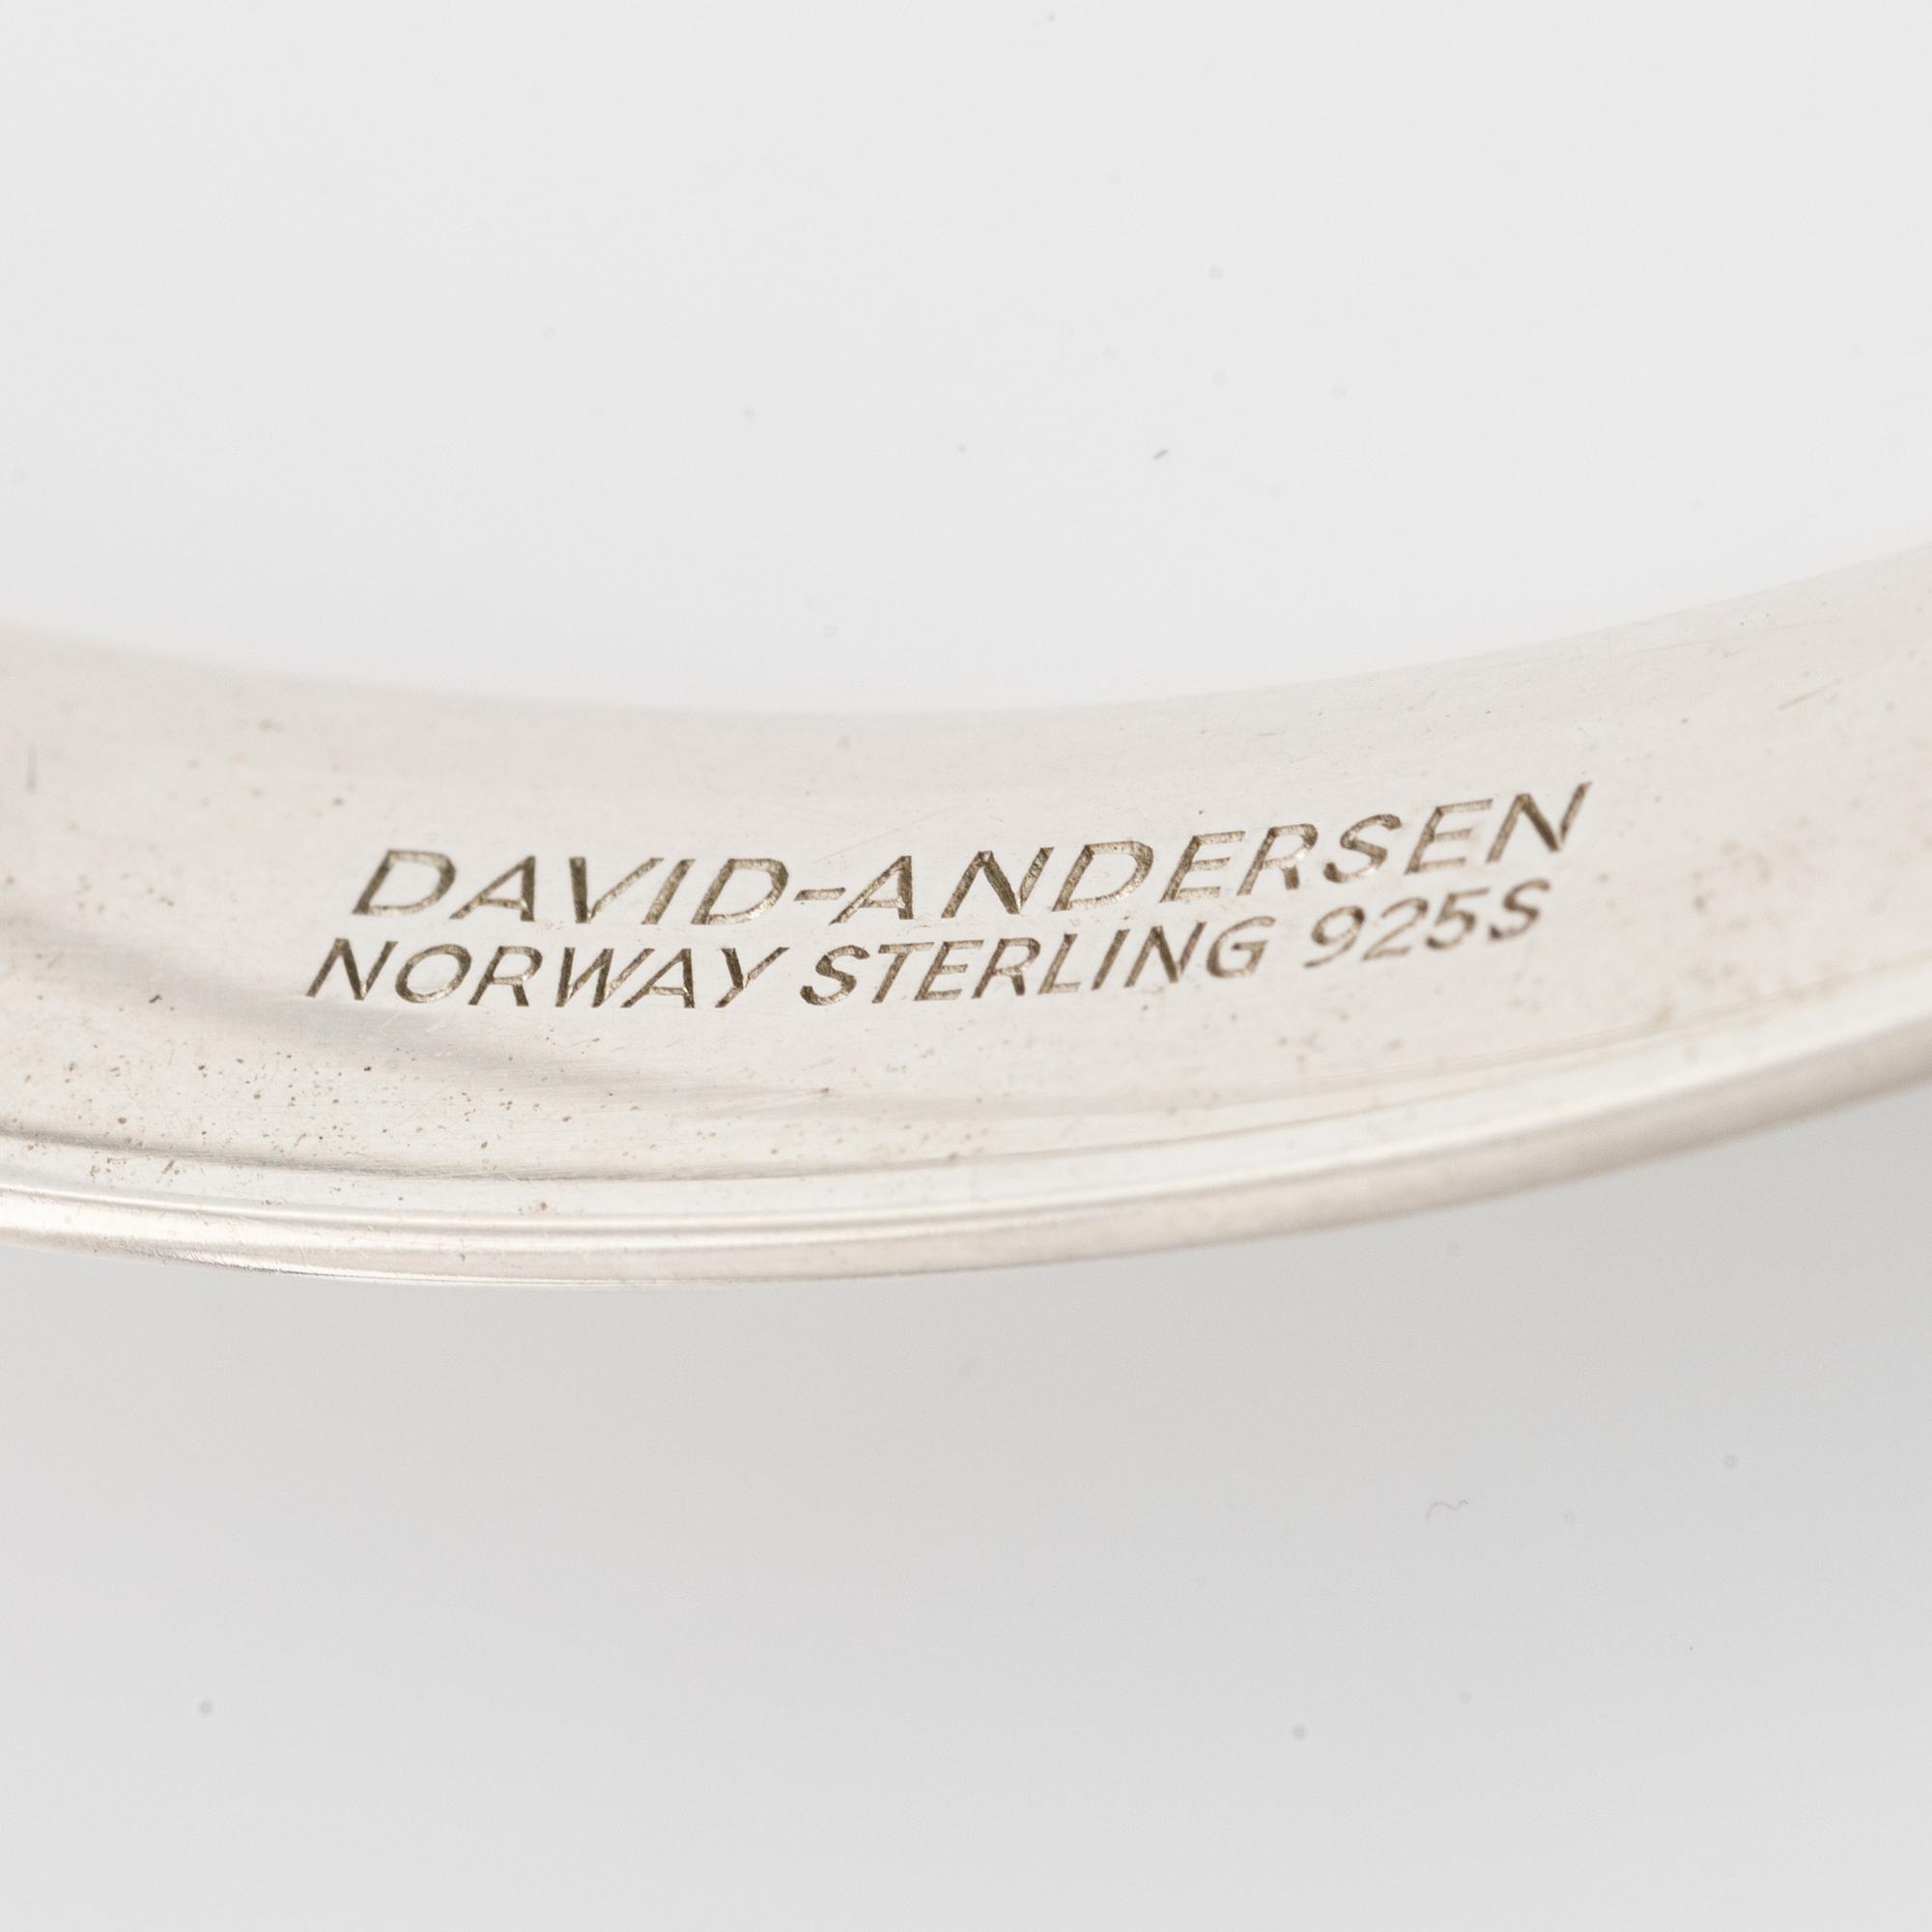 DAVID-ANDERSEN
NORWAY STERLING 925S